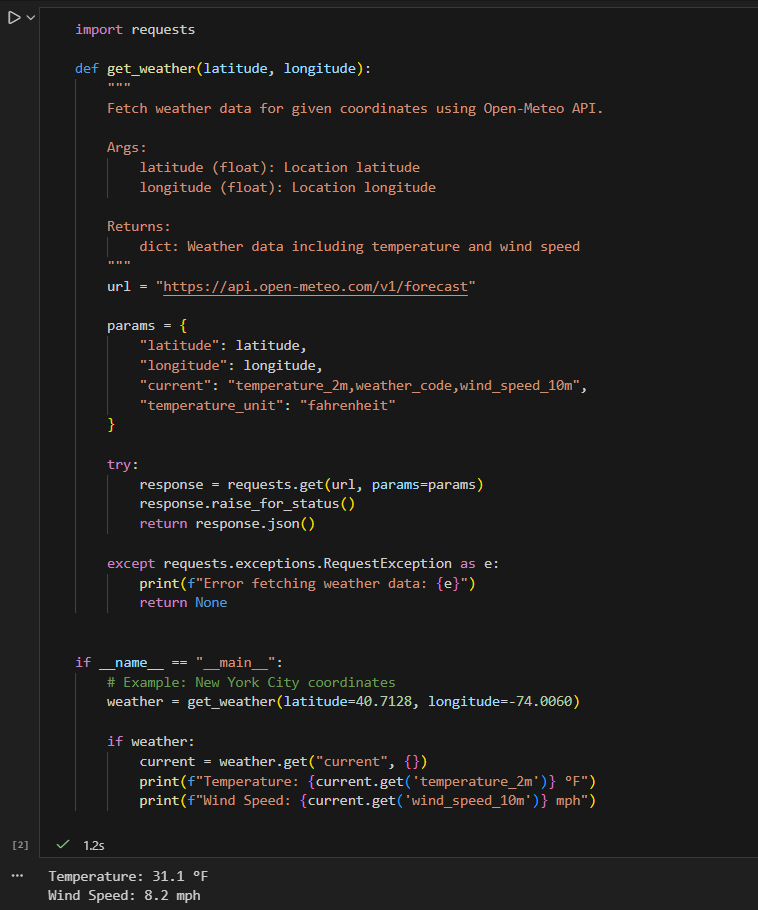 import requests
def get_weather(latitude, longitude):
"""
Fetch weather data for given coordinates using Open-Meteo API.
Args:
latitude (float): Location latitude
longitude (float): Location longitude
Returns:
dict: Weather data including temperature and wind speed
"""
url = "https://api.open-meteo.com/v1/forecast"
params = {
"latitude": latitude,
"longitude": longitude,
"current": "temperature_2m,weather_code,wind_speed_10m",
"temperature_unit": "fahrenheit"
}
try:
response = requests.get(url, params=params)
response.raise_for_status()
return response.json()
except requests.exceptions.RequestException as e:
print(f"Error fetching weather data: {e}")
return None
if __name__ == "__main__":
# Example: New York City coordinates
weather = get_weather(latitude=40.7128, longitude=-74.0060)
if weather:
current = weather.get("current", {})
print(f"Temperature: {current.get('temperature_2m')} °F")
print(f"Wind Speed: {current.get('wind_speed_10m')} mph")
[2] 1.2s
Temperature: 31.1 °F
Wind Speed: 8.2 mph